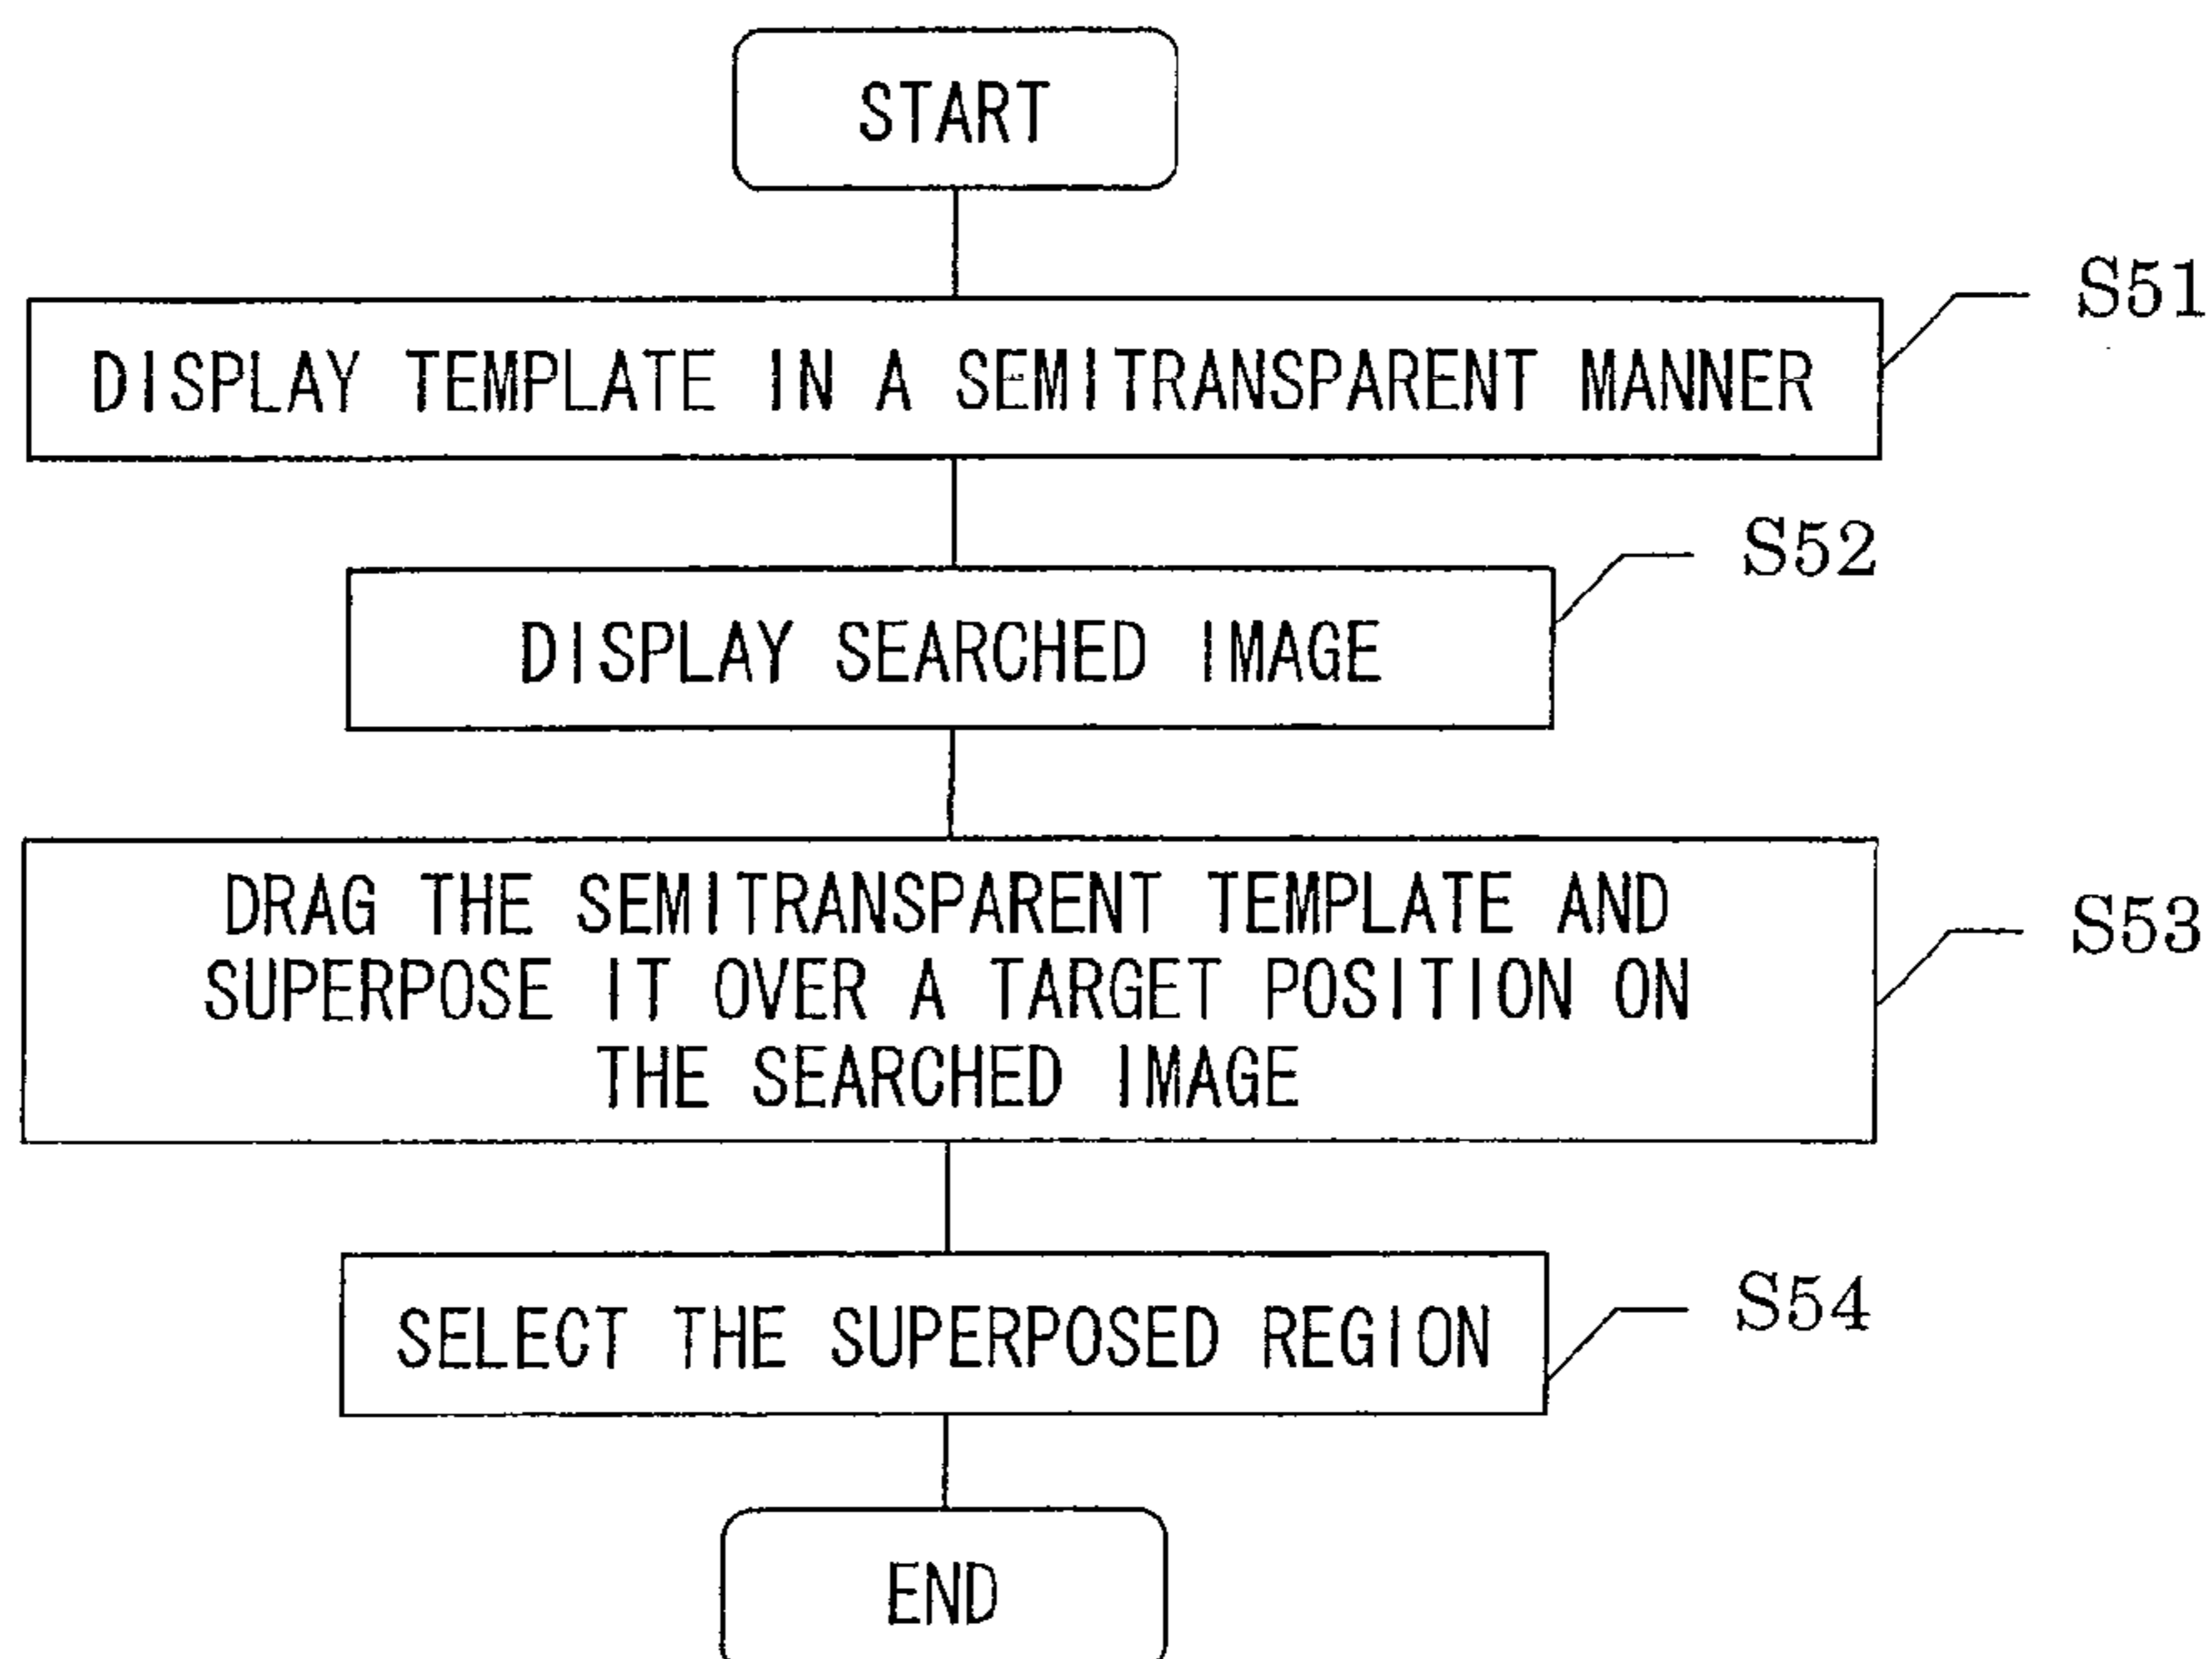 START
S51
DISPLAY TEMPLATE IN A SEMITRANSPARENT MANNER
S52
DISPLAY SEARCHED IMAGE
DRAG THE SEMITRANSPARENT TEMPLATE AND
S53
SUPERPOSE IT OVER A TARGET POSITION ON
THE SEARCHED IMAGE
S54
SELECT THE SUPERPOSED REGION
END